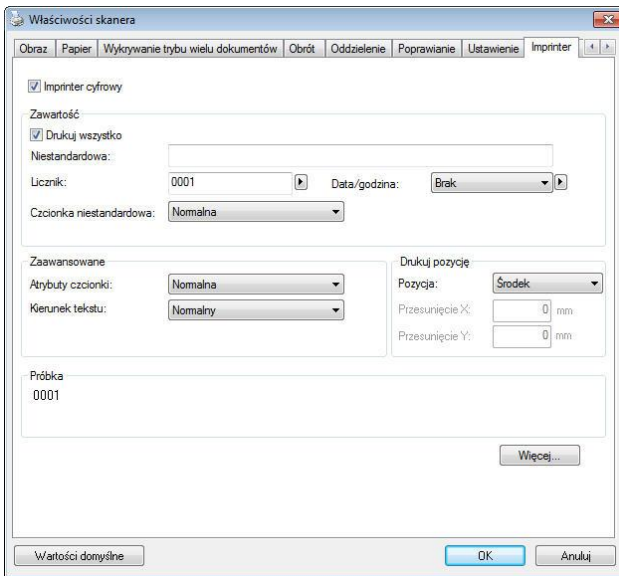 Właściwości skanera
Obraz Papier Wykrywanie trybu wielu dokumentów Obrót Oddzielenie Poprawianie Ustawienie Imprinter
Imprinter cyfrowy
Zawartość
Drukuj wszystko
Niestandardowa:
Licznik: 0001 Data/godzina: Brak
Czcionka niestandardowa: Normalna
Zaawansowane
Atrybuty czcionki: Normalna
Kierunek tekstu: Normalny
Drukuj pozycję
Pozycja: Środek
Przesunięcie X: 0 mm
Przesunięcie Y: 0 mm
Próbka
0001
Więcej...
Wartości domyślne OK Anuluj